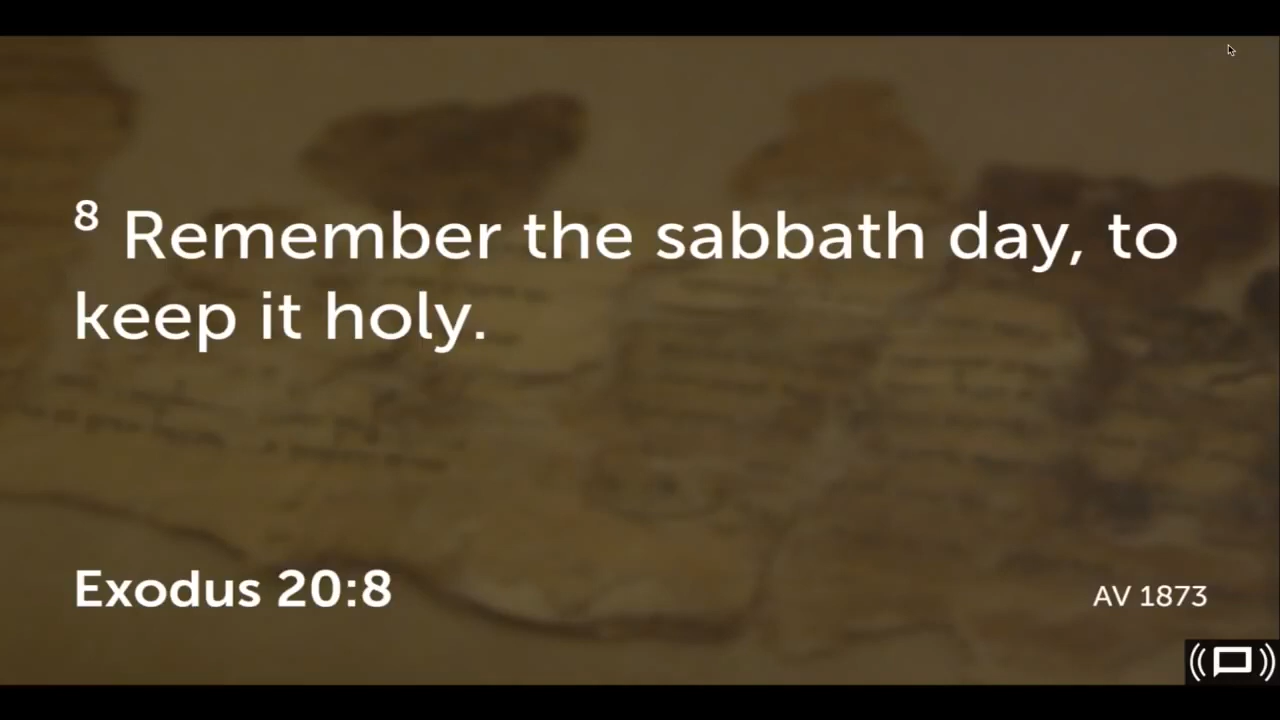 8 Remember the sabbath day, to
keep it holy.
Exodus 20:8
AV 1873